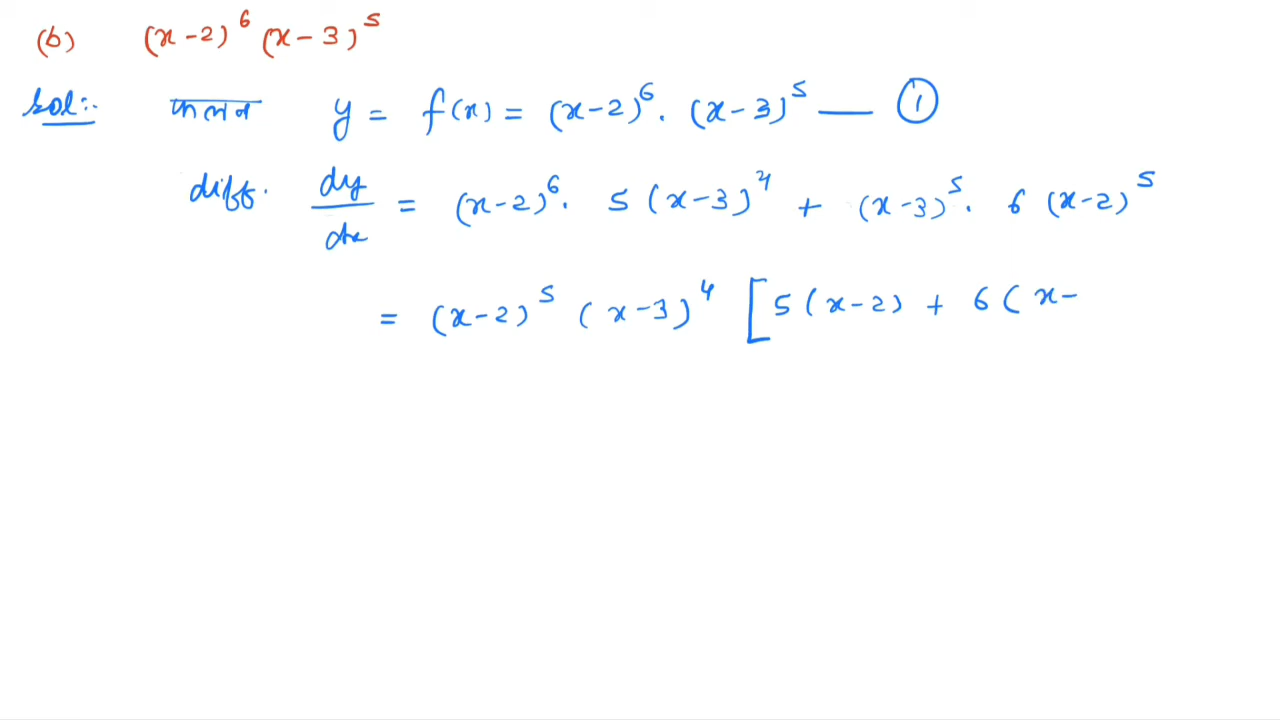 (b) (x-2)^6 (x-3)^5
Sol:- फलन y = f(x) = (x-2)^6 . (x-3)^5 — ①
diff. dy/dx = (x-2)^6 . 5 (x-3)^4 + (x-3)^5 . 6 (x-2)^5
= (x-2)^5 (x-3)^4 [5(x-2) + 6(x-